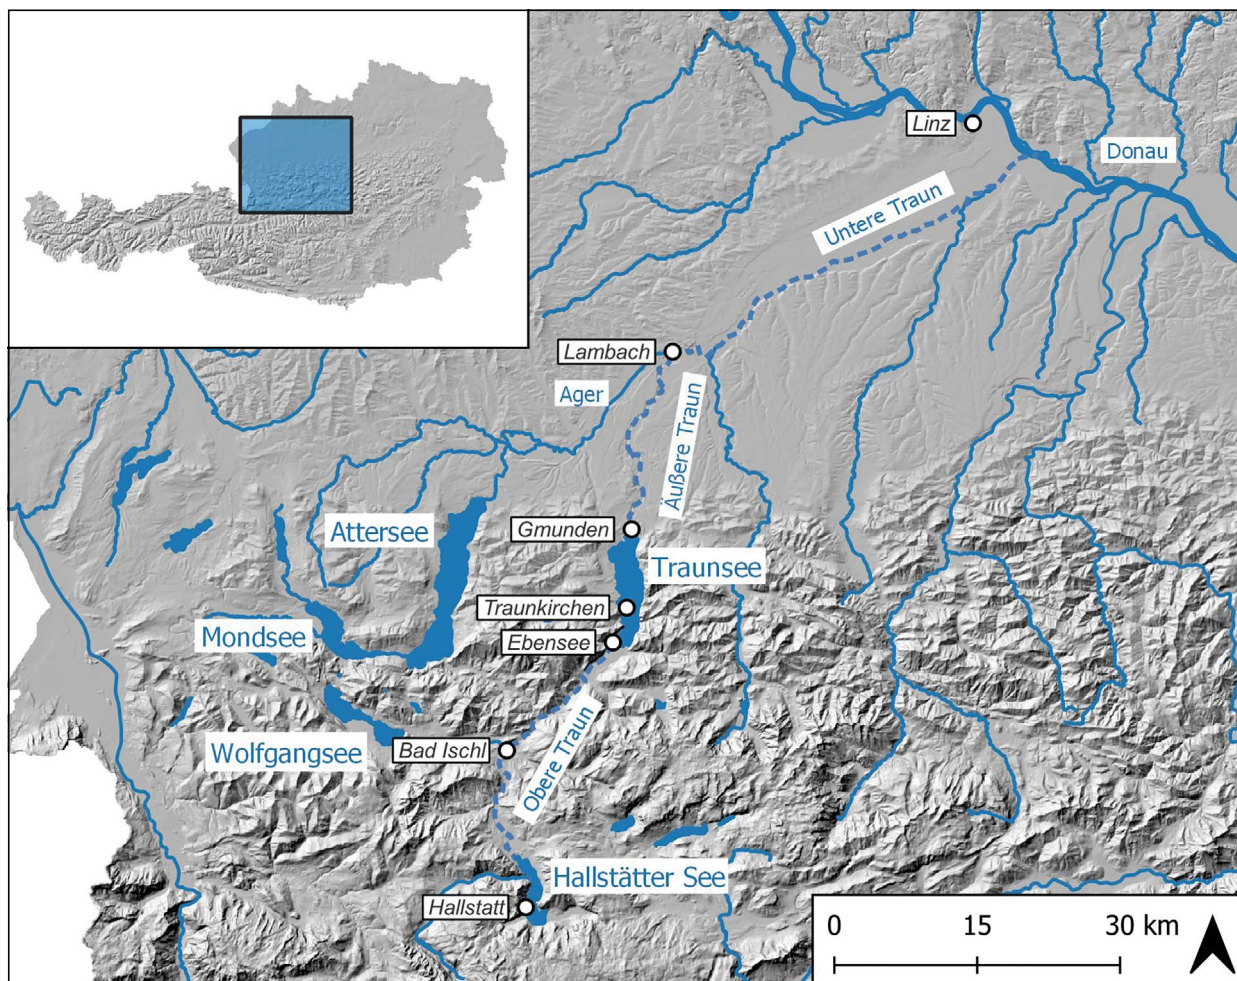 Linz
Donau
Untere Traun
Lambach
Ager
Äußere Traun
Gmunden
Attersee
Traunsee
Traunkirchen
Mondsee
Ebensee
Obere Traun
Wolfgangsee
Bad Ischl
Hallstätter See
Hallstatt
0 15 30 km